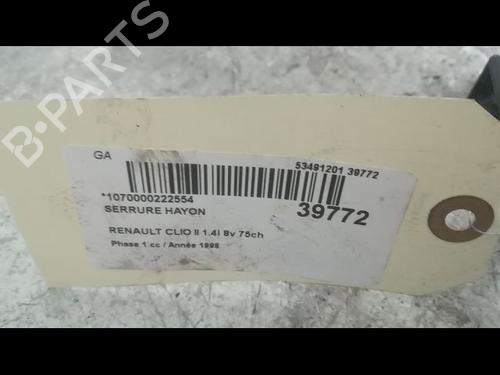 B-PARTS
GA
53491201 39772
*1070000222554
SERRURE HAYON
39772
RENAULT CLIO II 1.4I 8v 75ch
Phase 1 cc / Année 1998